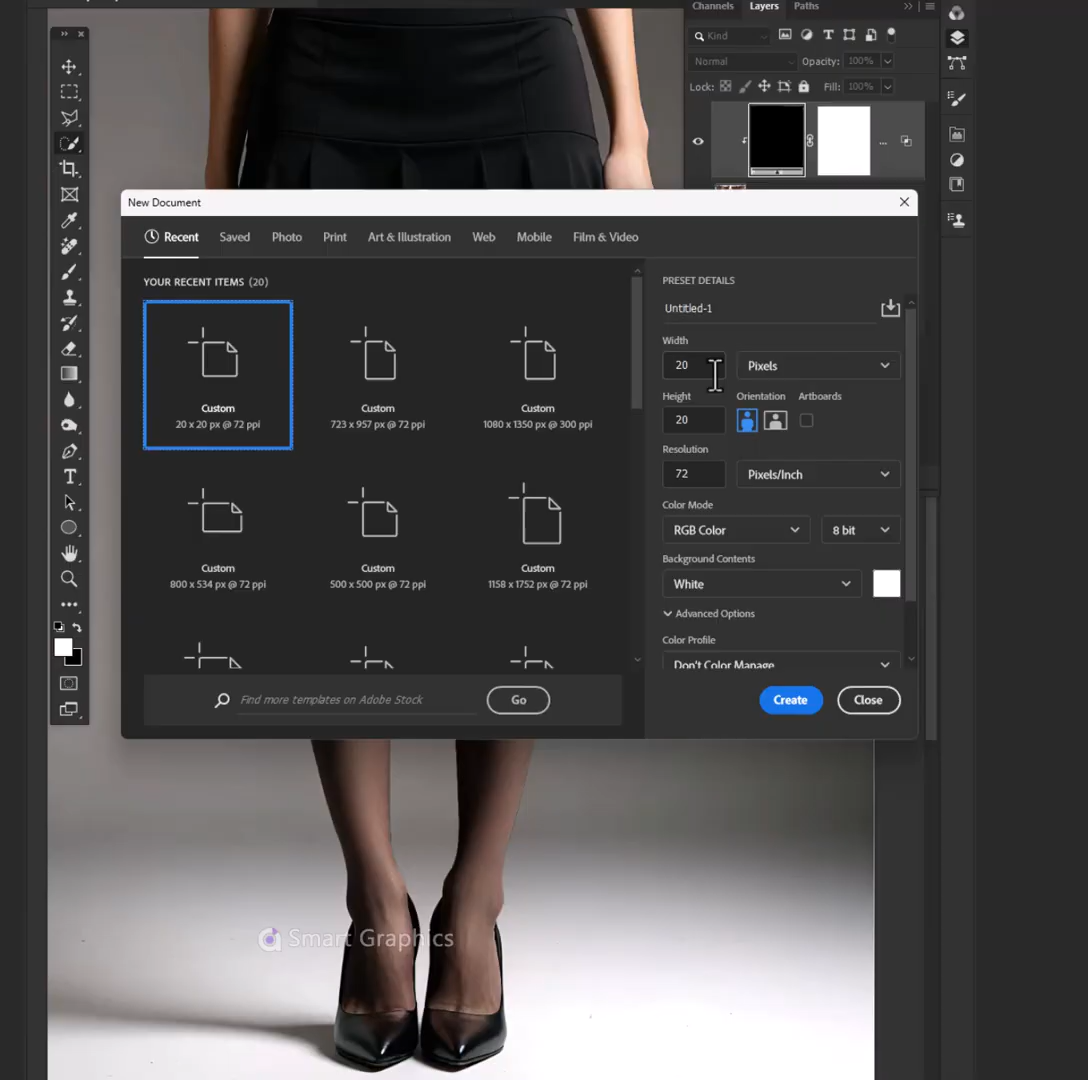 Channels Layers Paths
Kind
Normal Opacity: 100%
Lock: Fill: 100%
New Document
Recent Saved Photo Print Art & Illustration Web Mobile Film & Video
YOUR RECENT ITEMS (20)
Custom
20 x 20 px @ 72 ppi
Custom
723 x 957 px @ 72 ppi
Custom
1080 x 1350 px @ 300 ppi
Custom
800 x 534 px @ 72 ppi
Custom
500 x 500 px @ 72 ppi
Custom
1158 x 1752 px @ 72 ppi
Find more templates on Adobe Stock Go
PRESET DETAILS
Untitled-1
Width
20 Pixels
Height Orientation Artboards
20
Resolution
72 Pixels/Inch
Color Mode
RGB Color 8 bit
Background Contents
White
Advanced Options
Color Profile
Don't Color Manage
Create Close
Smart Graphics